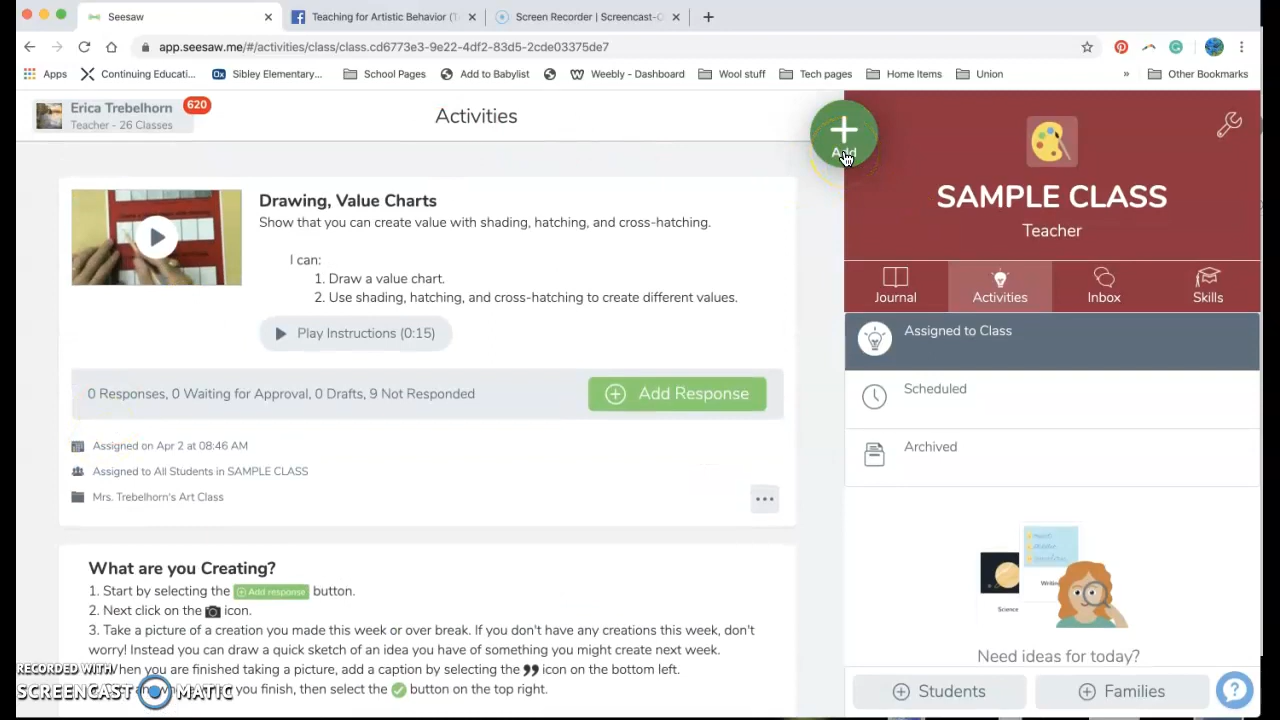 Seesaw
Teaching for Artistic Behavior (T
Screen Recorder | Screencast-O
app.seesaw.me/#/activities/class/class.cd6773e3-9e22-4df2-83d5-2cde03375de7
Apps
Continuing Educati...
Sibley Elementary...
School Pages
Add to Babylist
Weebly - Dashboard
Wool stuff
Tech pages
Home Items
Union
»
Other Bookmarks
Erica Trebelhorn
620
Teacher - 26 Classes
Activities
Add
SAMPLE CLASS
Teacher
Journal
Activities
Inbox
Skills
Drawing, Value Charts
Show that you can create value with shading, hatching, and cross-hatching.
I can:
1. Draw a value chart.
2. Use shading, hatching, and cross-hatching to create different values.
Play Instructions (0:15)
0 Responses, 0 Waiting for Approval, 0 Drafts, 9 Not Responded
Add Response
Assigned on Apr 2 at 08:46 AM
Assigned to All Students in SAMPLE CLASS
Mrs. Trebelhorn's Art Class
Assigned to Class
Scheduled
Archived
Science
Need ideas for today?
Students
Families
What are you Creating?
1. Start by selecting the Add response button.
2. Next click on the icon.
3. Take a picture of a creation you made this week or over break. If you don't have any creations this week, don't
worry! Instead you can draw a quick sketch of an idea you have of something you might create next week.
When you are finished taking a picture, add a caption by selecting the icon on the bottom left.
you finish, then select the button on the top right.
RECORDED WITH
SCREENCAST MATIC